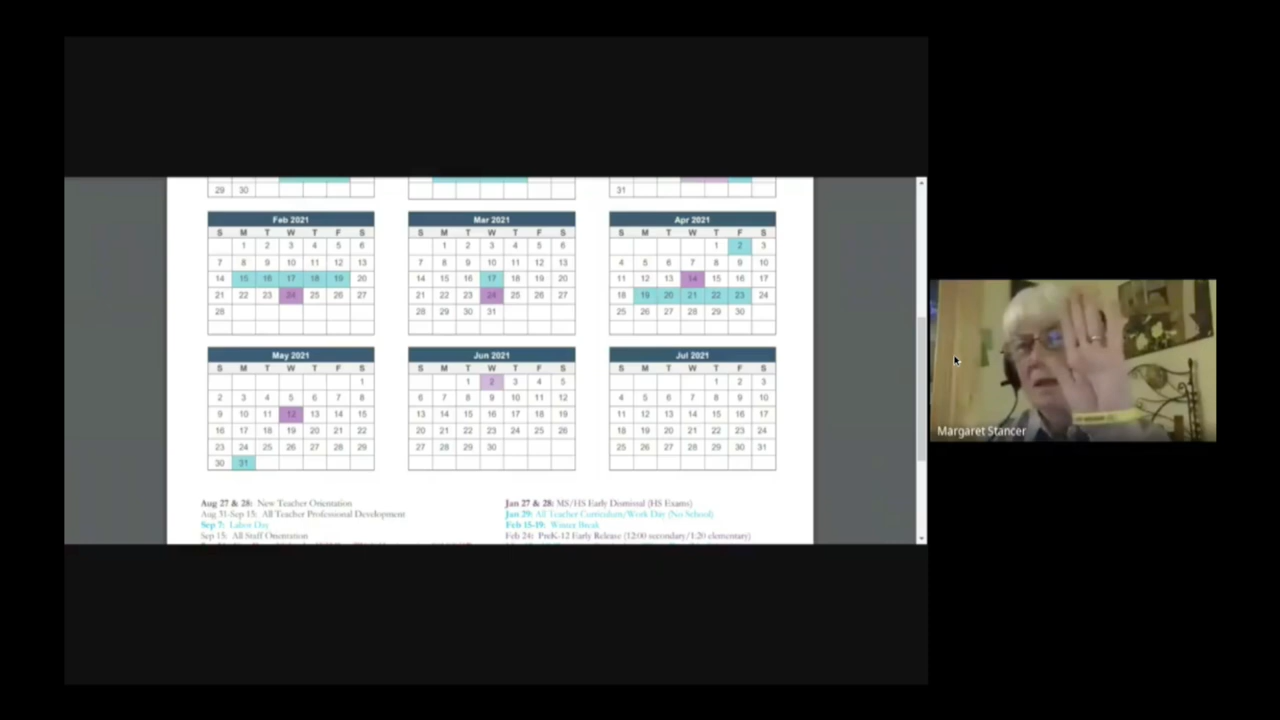 29 30
31
Feb 2021 Mar 2021 Apr 2021
S M T W T F S S M T W T F S S M T W T F S
1 2 3 4 5 6 1 2 3 4 5 6 1 2 3
7 8 9 10 11 12 13 7 8 9 10 11 12 13 4 5 6 7 8 9 10
14 15 16 17 18 19 20 14 15 16 17 18 19 20 11 12 13 14 15 16 17
21 22 23 24 25 26 27 21 22 23 24 25 26 27 18 19 20 21 22 23 24
28 28 29 30 31 25 26 27 28 29 30
May 2021 Jun 2021 Jul 2021
S M T W T F S S M T W T F S S M T W T F S
1 1 2 3 4 5 1 2 3
2 3 4 5 6 7 8 6 7 8 9 10 11 12 4 5 6 7 8 9 10
9 10 11 12 13 14 15 13 14 15 16 17 18 19 11 12 13 14 15 16 17
16 17 18 19 20 21 22 20 21 22 23 24 25 26 18 19 20 21 22 23 24
23 24 25 26 27 28 29 27 28 29 30 25 26 27 28 29 30 31
30 31
Aug 27 & 28: New Teacher Orientation
Aug 31-Sep 15: All Teacher Professional Development
Sep 7: Labor Day
Sep 15: All Staff Orientation
Jan 27 & 28: MS/HS Early Dismissal (HS Exams)
Jan 29: All Teacher Curriculum/Work Day (No School)
Feb 15-19: Winter Break
Feb 24: PreK-12 Early Release (12:00 secondary/1:20 elementary)
Margaret Stancer